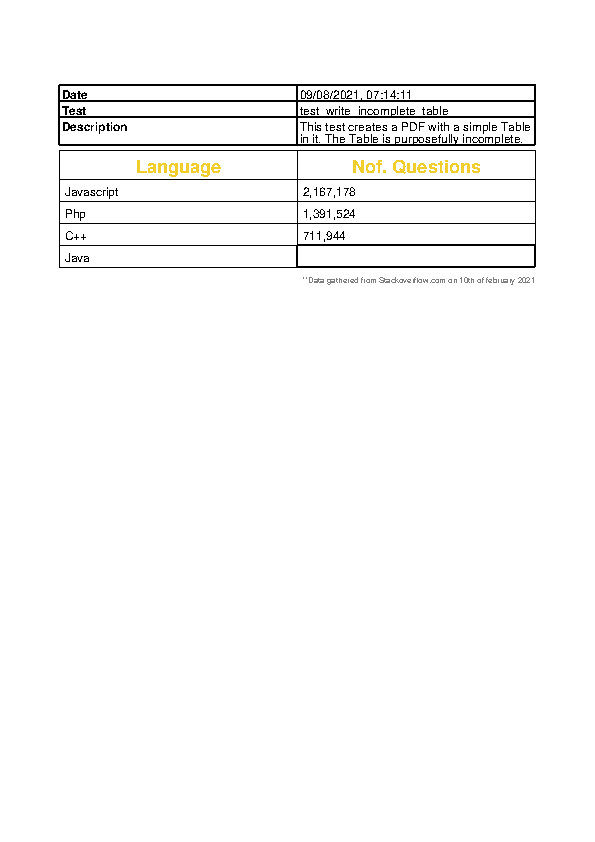 Date 09/08/2021, 07:14:11
Test test_write_incomplete_table
Description This test creates a PDF with a simple Table
in it. The Table is purposefully incomplete.
Language Nof. Questions
Javascript 2,167,178
Php 1,391,524
C++ 711,944
Java
**Data gathered from Stackoverflow.com on 10th of february 2021